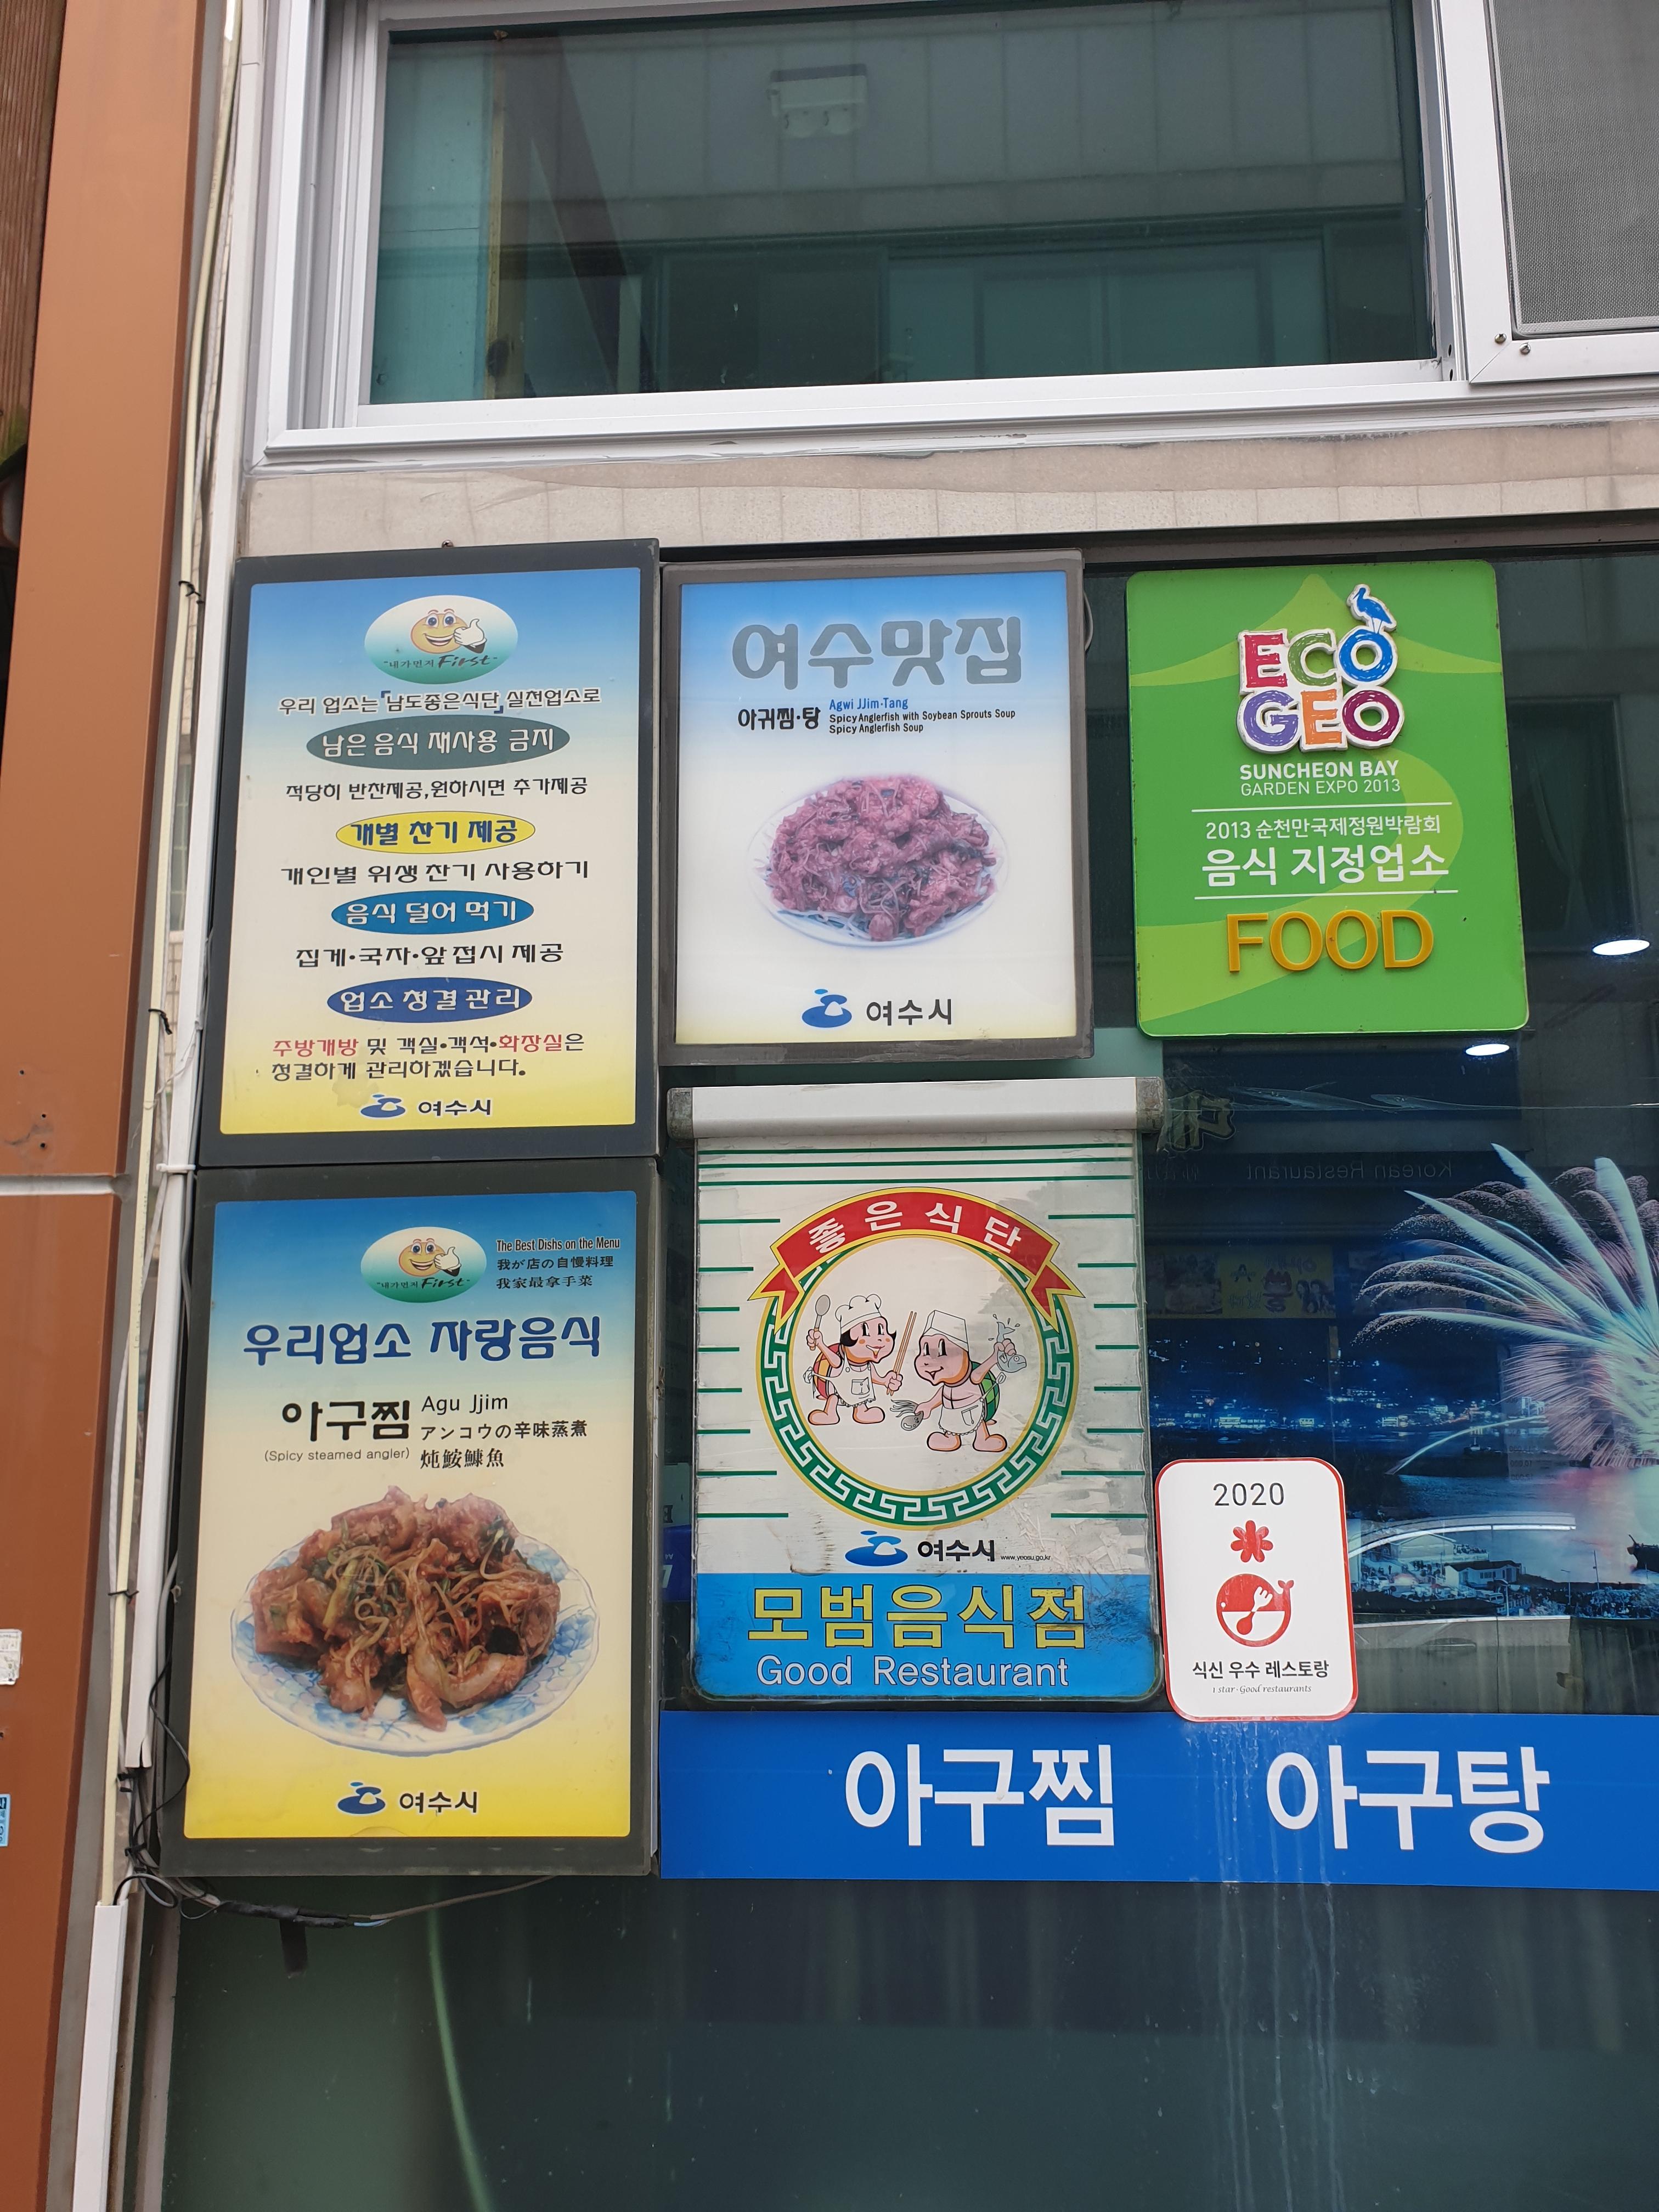 "내가먼저 First"
우리 업소는「남도좋은식단」실천업소로
남은 음식 재사용 금지
적당히 반찬제공,원하시면 추가제공
개별 찬기 제공
개인별 위생 찬기 사용하기
음식 덜어 먹기
집게·국자·앞 접시 제공
업소 청결 관리
주방개방 및 객실·객석·화장실은
청결하게 관리하겠습니다.
여수시
여수맛집
아귀찜·탕
Agwi JJim-Tang
Spicy Anglerfish with Soybean Sprouts Soup
Spicy Anglerfish Soup
여수시
ECO
GEO
SUNCHEON BAY
GARDEN EXPO 2013
2013 순천만국제정원박람회
음식 지정업소
FOOD
"내가먼저 First"
The Best Dishs on the Menu
我が店の自慢料理
我家最拿手菜
우리업소 자랑음식
아구찜
(Spicy steamed angler)
Agu Jjim
アンコウの辛味蒸煮
炖鮟鱇魚
여수시
좋은식단
여수시 www.yeosu.go.kr
모범음식점
Good Restaurant
Korean Restaurant
2020
식신 우수 레스토랑
i star-Good restaurants
아구찜 아구탕